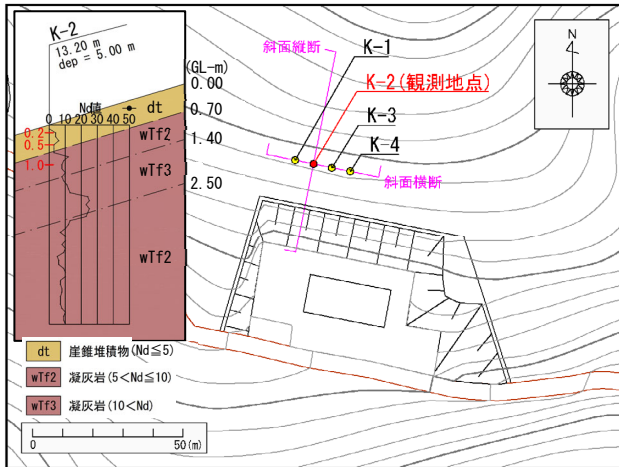 K-2
13.20 m
dep = 5.00 m
(GL-m)
Nd値
dt
0.00
0 10 20 30 40 50
0.70
0.2
wTf2
0.5
1.40
1.0
wTf3
2.50
wTf2
dt 崖錐堆積物(Nd≦5)
wTf2 凝灰岩(5<Nd≦10)
wTf3 凝灰岩(10<Nd)
0 50(m)
斜面縦断
K-1
K-2(観測地点)
K-3
K-4
斜面横断
N